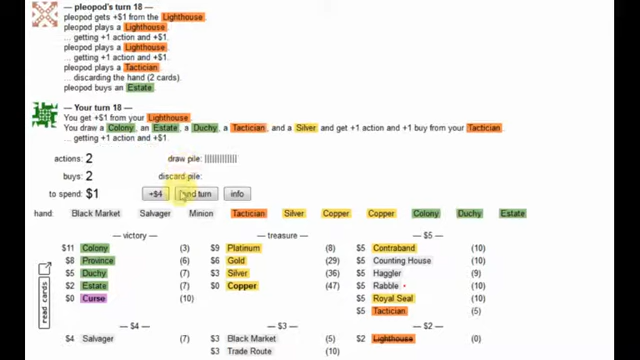 — pleopod's turn 18 —
pleopod gets +$1 from the Lighthouse.
pleopod plays a Lighthouse.
... getting +1 action and +$1.
pleopod plays a Lighthouse.
... getting +1 action and +$1.
pleopod plays a Tactician.
... discarding the hand (2 cards).
pleopod buys an Estate.
— Your turn 18 —
You get +$1 from your Lighthouse.
You draw a Colony, an Estate, a Duchy, a Tactician, and a Silver and get +1 action and +1 buy from your Tactician.
... getting +1 action and +$1.
actions: 2 draw pile:
buys: 2 discard pile:
to spend: $1 +$4 end turn info
hand: Black Market Salvager Minion Tactician Silver Copper Copper Colony Duchy Estate
— victory — — treasure — — $5 —
$11 Colony (3) $9 Platinum (8) $5 Contraband (10)
$8 Province (6) $6 Gold (29) $5 Counting House (10)
$5 Duchy (7) $3 Silver (36) $5 Haggler (9)
$2 Estate (7) $0 Copper (47) $5 Rabble (10)
$0 Curse (10) $5 Royal Seal (10)
$5 Tactician (5)
read cards
— $4 — — $3 — — $2 —
$4 Salvager (7) $3 Black Market (5) $2 Lighthouse (0)
$3 Trade Route (10)